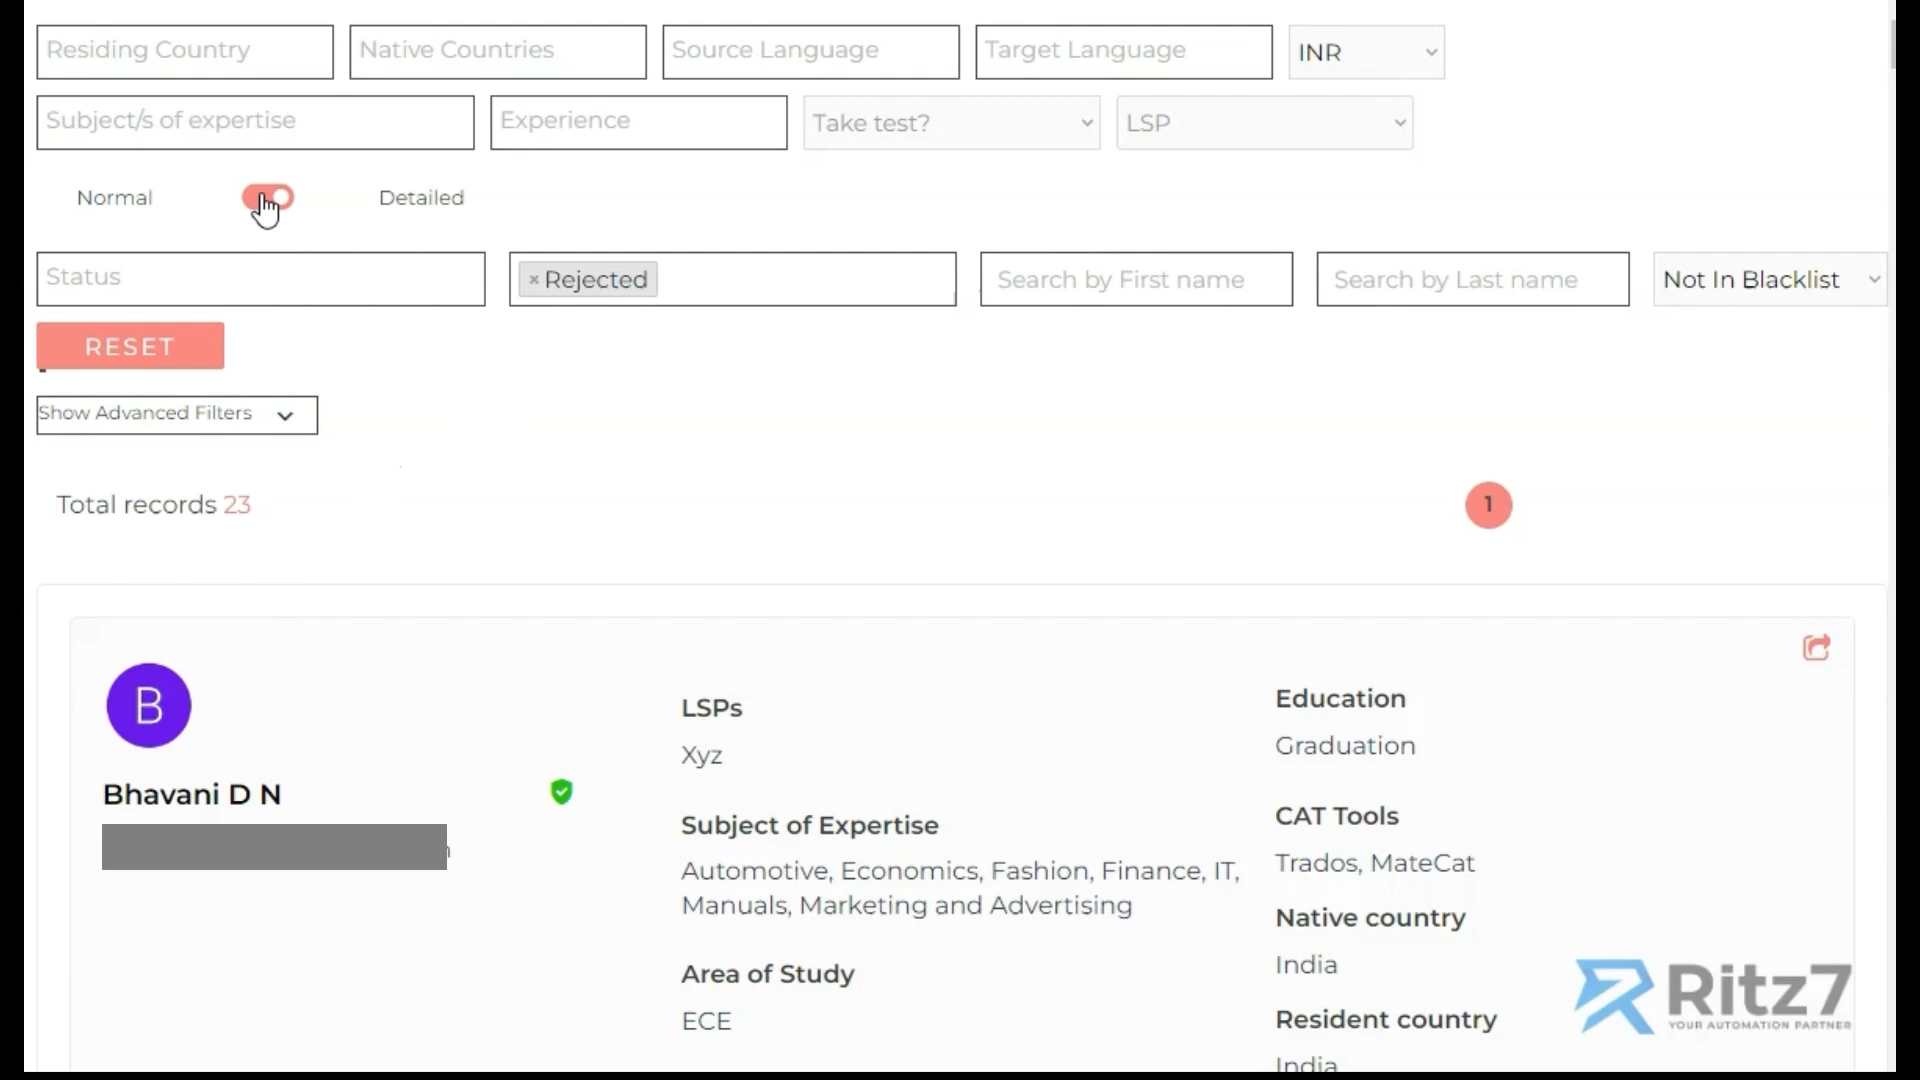 Residing Country Native Countries Source Language Target Language INR
Subject/s of expertise Experience Take test? LSP
Normal Detailed
Status × Rejected Search by First name Search by Last name Not In Blacklist
RESET
Show Advanced Filters
Total records 23 1
B
Bhavani D N
LSPs
Xyz
Subject of Expertise
Automotive, Economics, Fashion, Finance, IT,
Manuals, Marketing and Advertising
Area of Study
ECE
Education
Graduation
CAT Tools
Trados, MateCat
Native country
India
Resident country
India
Ritz7
YOUR AUTOMATION PARTNER